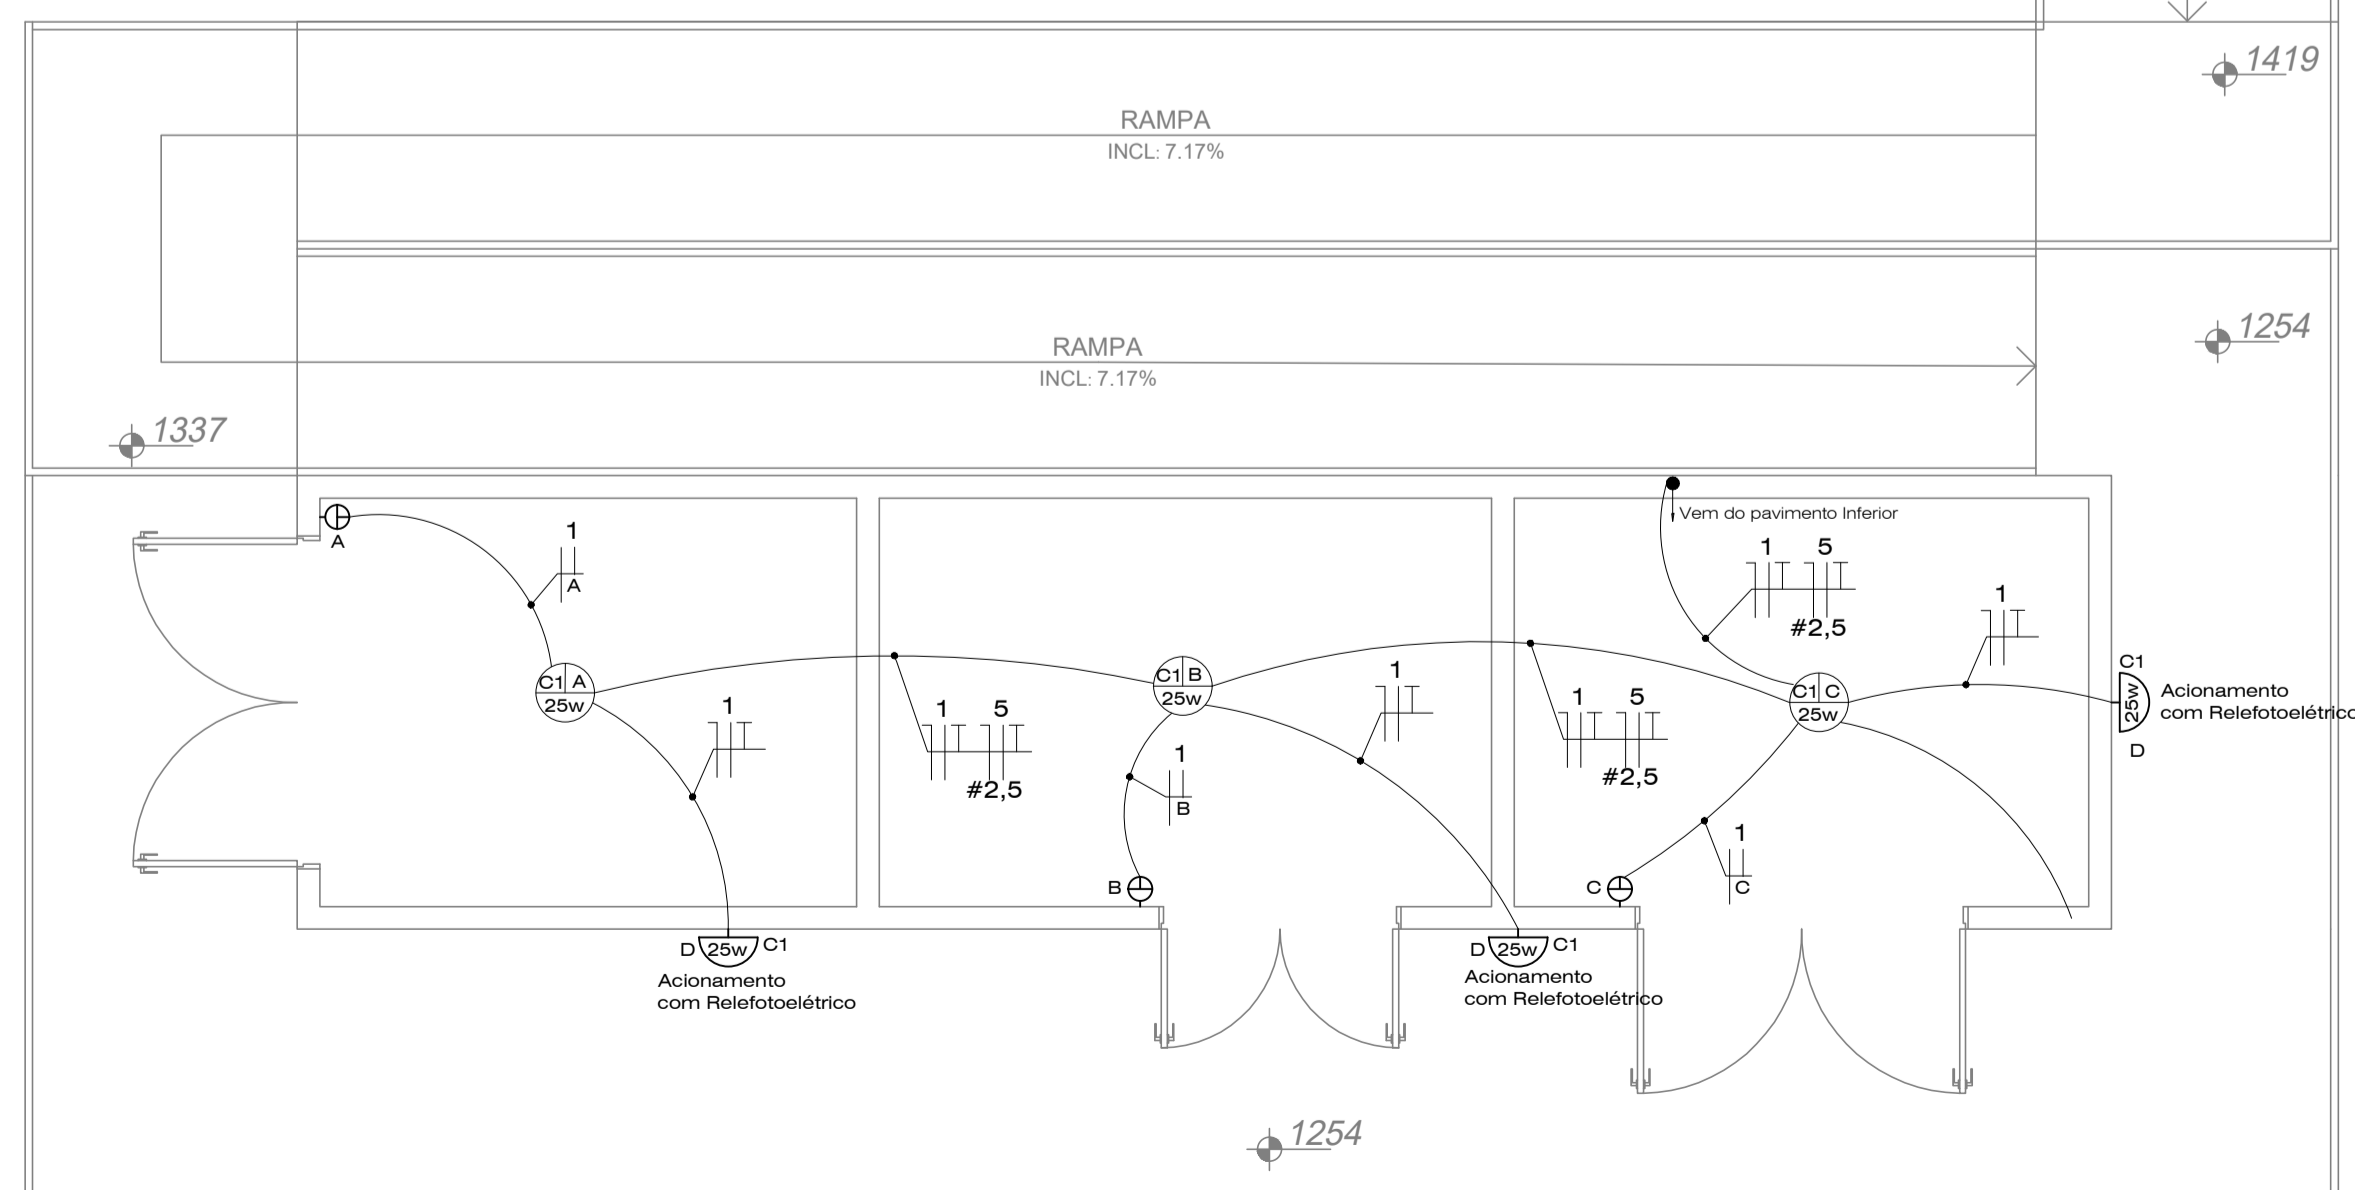 1419
RAMPA
INCL: 7.17%
1254
RAMPA
INCL: 7.17%
1337
Vem do pavimento Inferior
A
1
A
1 5
#2,5
1
C1 A
25w
1
1 5
#2,5
C1 B
25w
1
1
B
1 5
#2,5
C1 C
25w
C1
25w
D
Acionamento
com Relefotoelétrico
1
C
B
C
D 25w C1
Acionamento
com Relefotoelétrico
D 25w C1
Acionamento
com Relefotoelétrico
1254